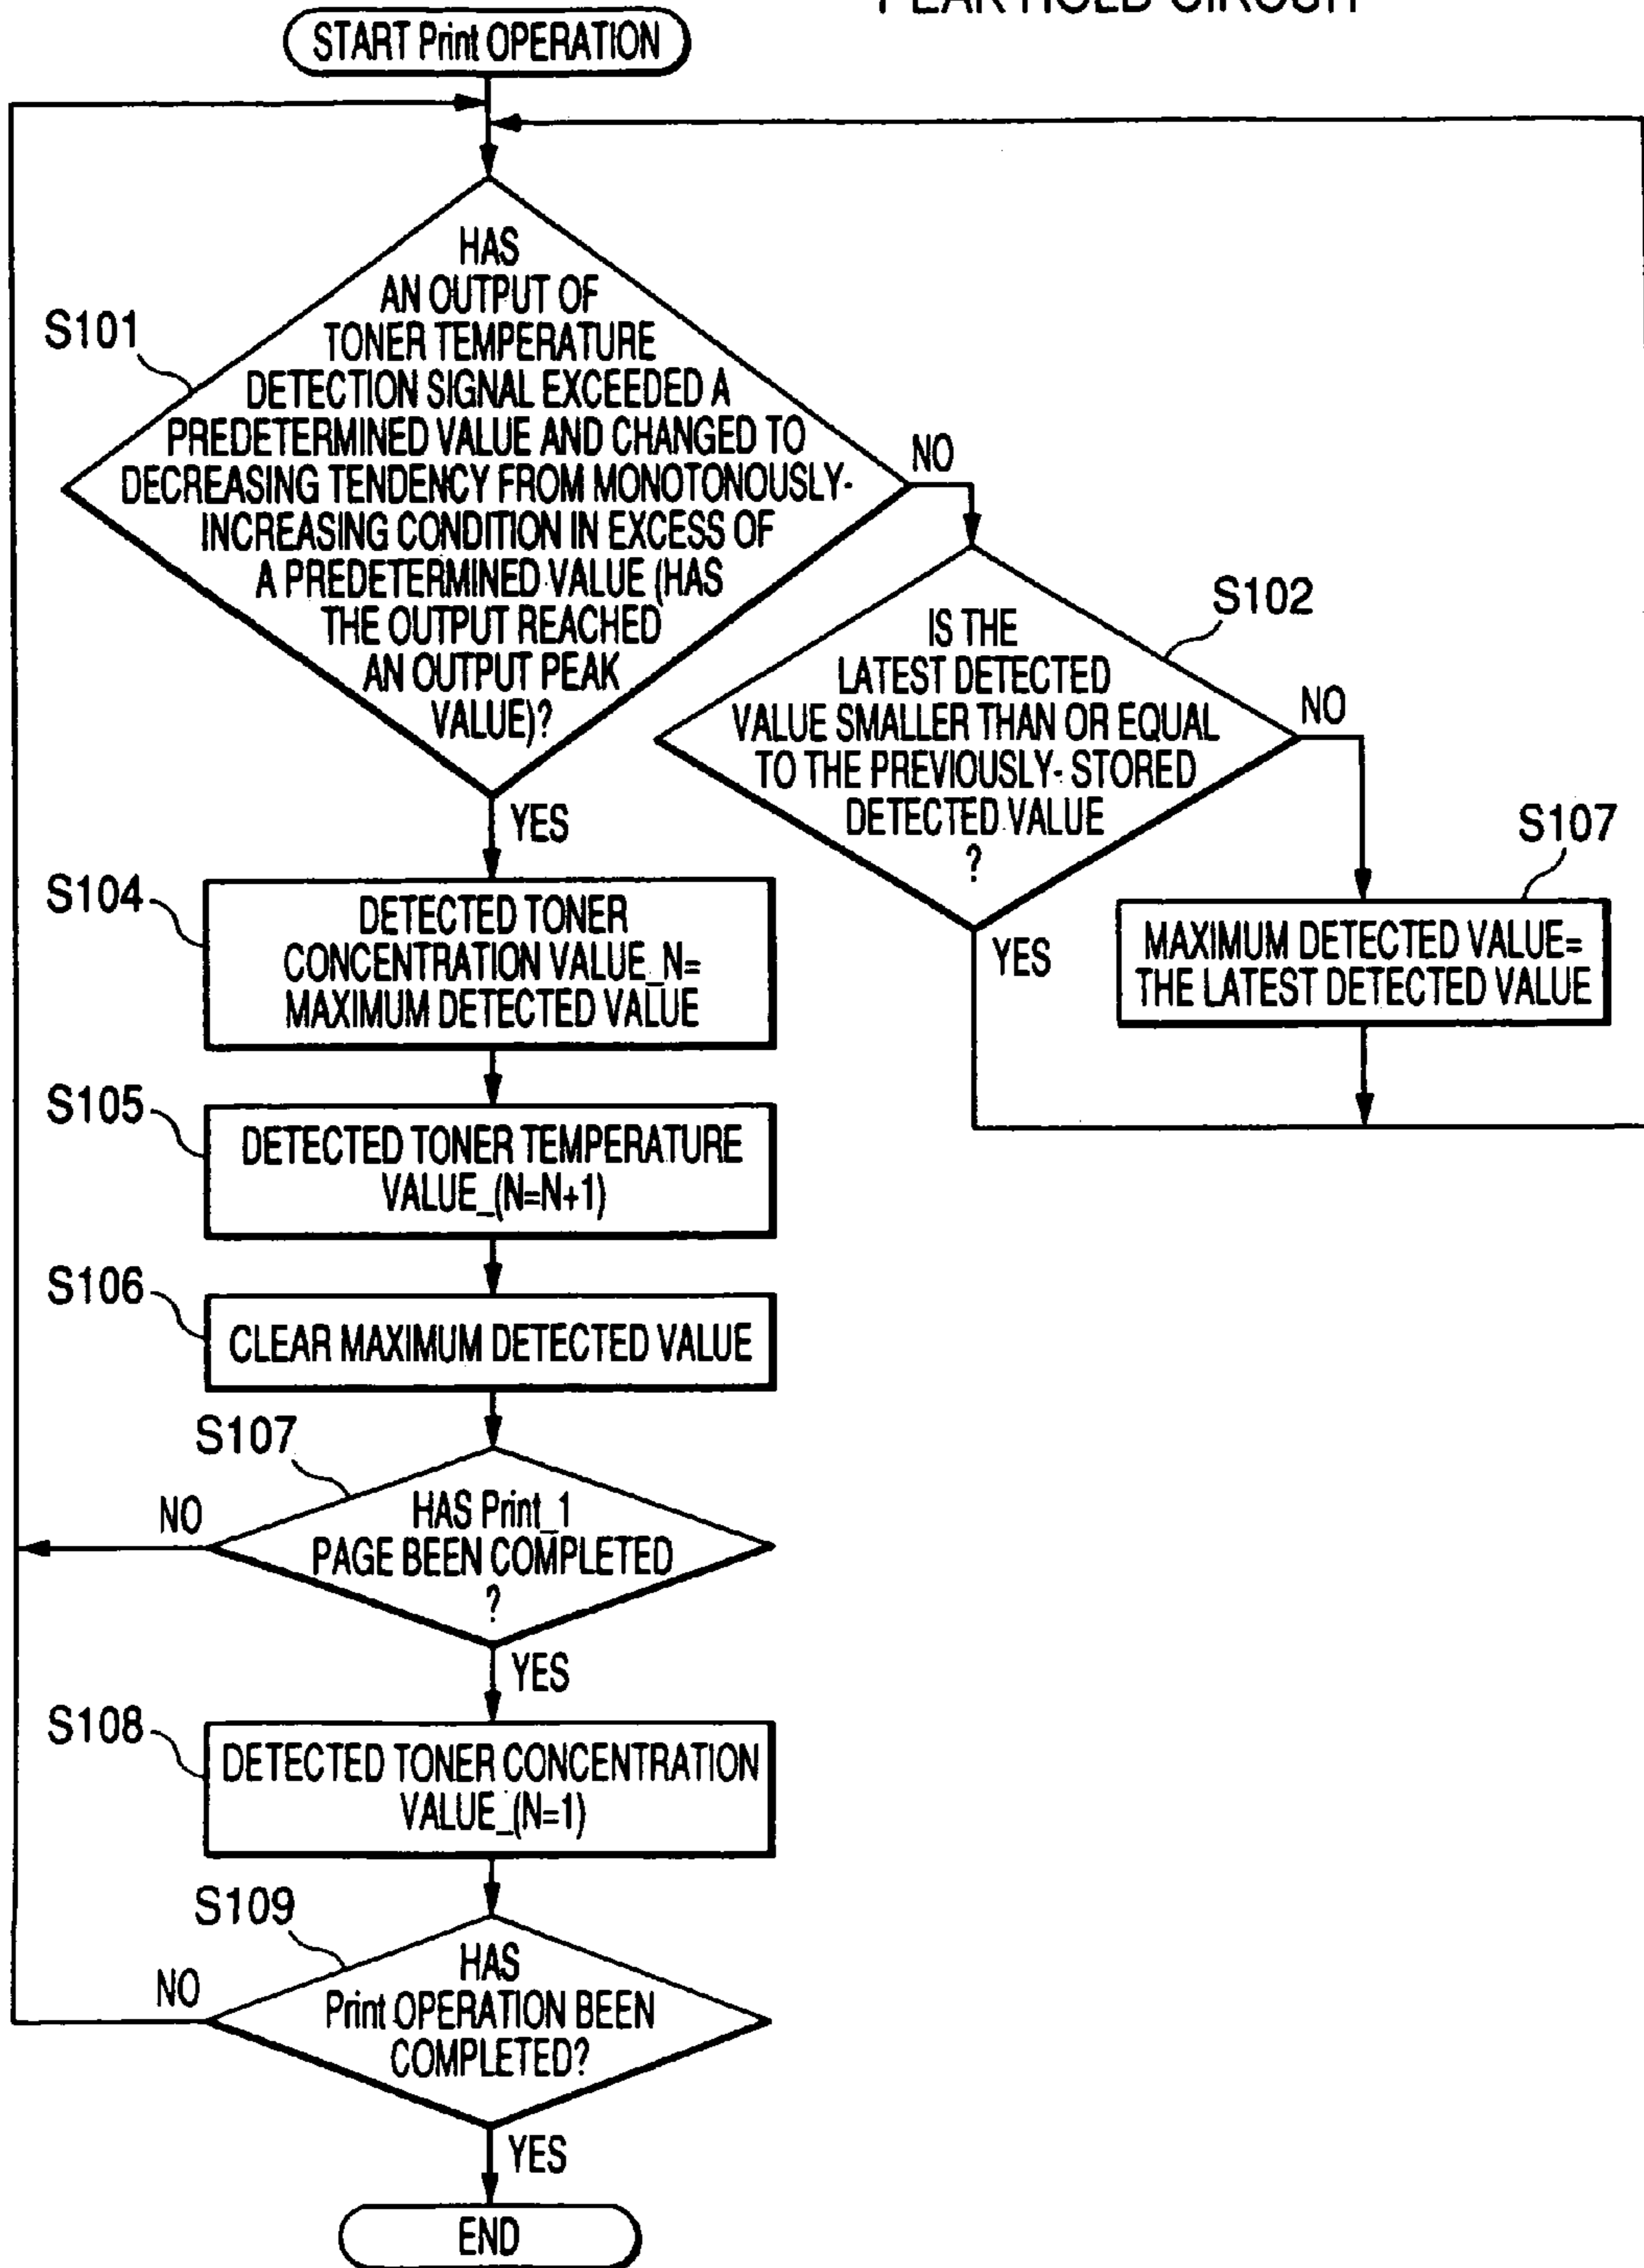 PEAK HOLD CIRCUIT
START Print OPERATION
S101
HAS
AN OUTPUT OF
TONER TEMPERATURE
DETECTION SIGNAL EXCEEDED A
PREDETERMINED VALUE AND CHANGED TO
DECREASING TENDENCY FROM MONOTONOUSLY-
INCREASING CONDITION IN EXCESS OF
A PREDETERMINED VALUE (HAS
THE OUTPUT REACHED
AN OUTPUT PEAK
VALUE)?
NO
YES
S102
IS THE
LATEST DETECTED
VALUE SMALLER THAN OR EQUAL
TO THE PREVIOUSLY-STORED
DETECTED VALUE
?
NO
YES
S107
MAXIMUM DETECTED VALUE=
THE LATEST DETECTED VALUE
S104
DETECTED TONER
CONCENTRATION VALUE_N=
MAXIMUM DETECTED VALUE
S105
DETECTED TONER TEMPERATURE
VALUE_(N=N+1)
S106
CLEAR MAXIMUM DETECTED VALUE
S107
HAS Print_1
PAGE BEEN COMPLETED
?
NO
YES
S108
DETECTED TONER CONCENTRATION
VALUE_(N=1)
S109
HAS
Print OPERATION BEEN
COMPLETED?
NO
YES
END